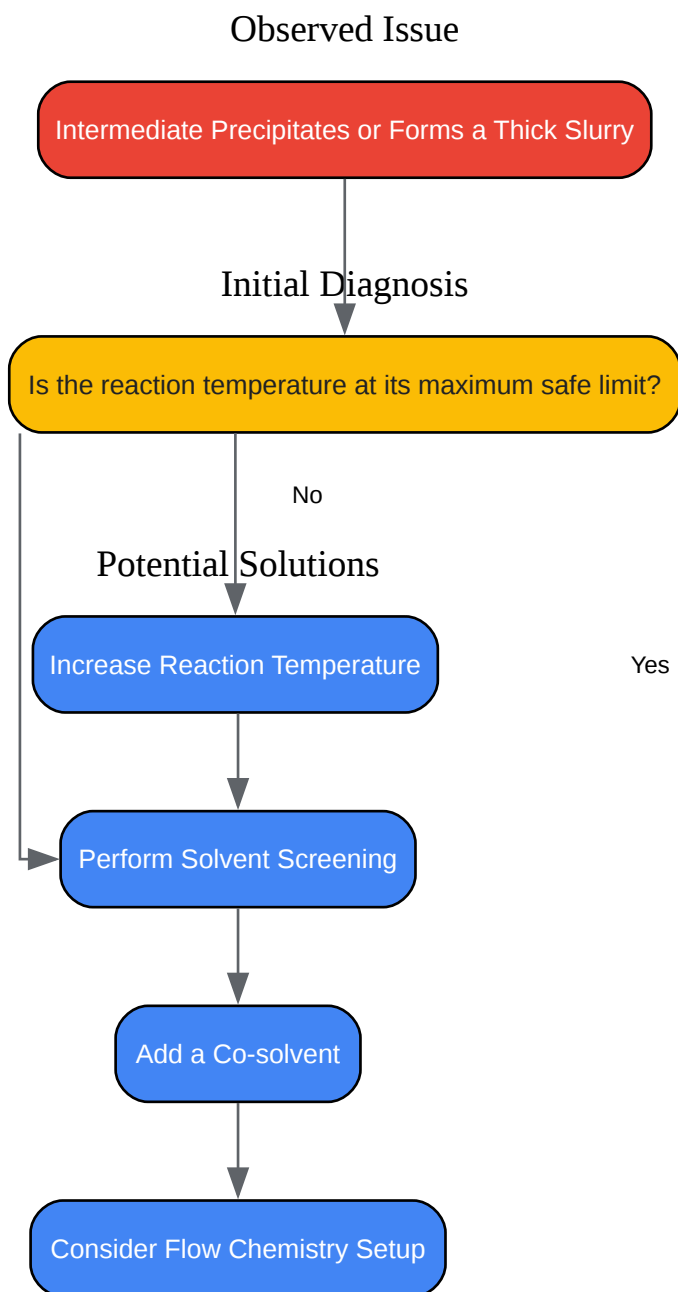 Observed Issue
Intermediate Precipitates or Forms a Thick Slurry
Initial Diagnosis
Is the reaction temperature at its maximum safe limit?
No
Potential Solutions
Increase Reaction Temperature
Yes
Perform Solvent Screening
Add a Co-solvent
Consider Flow Chemistry Setup